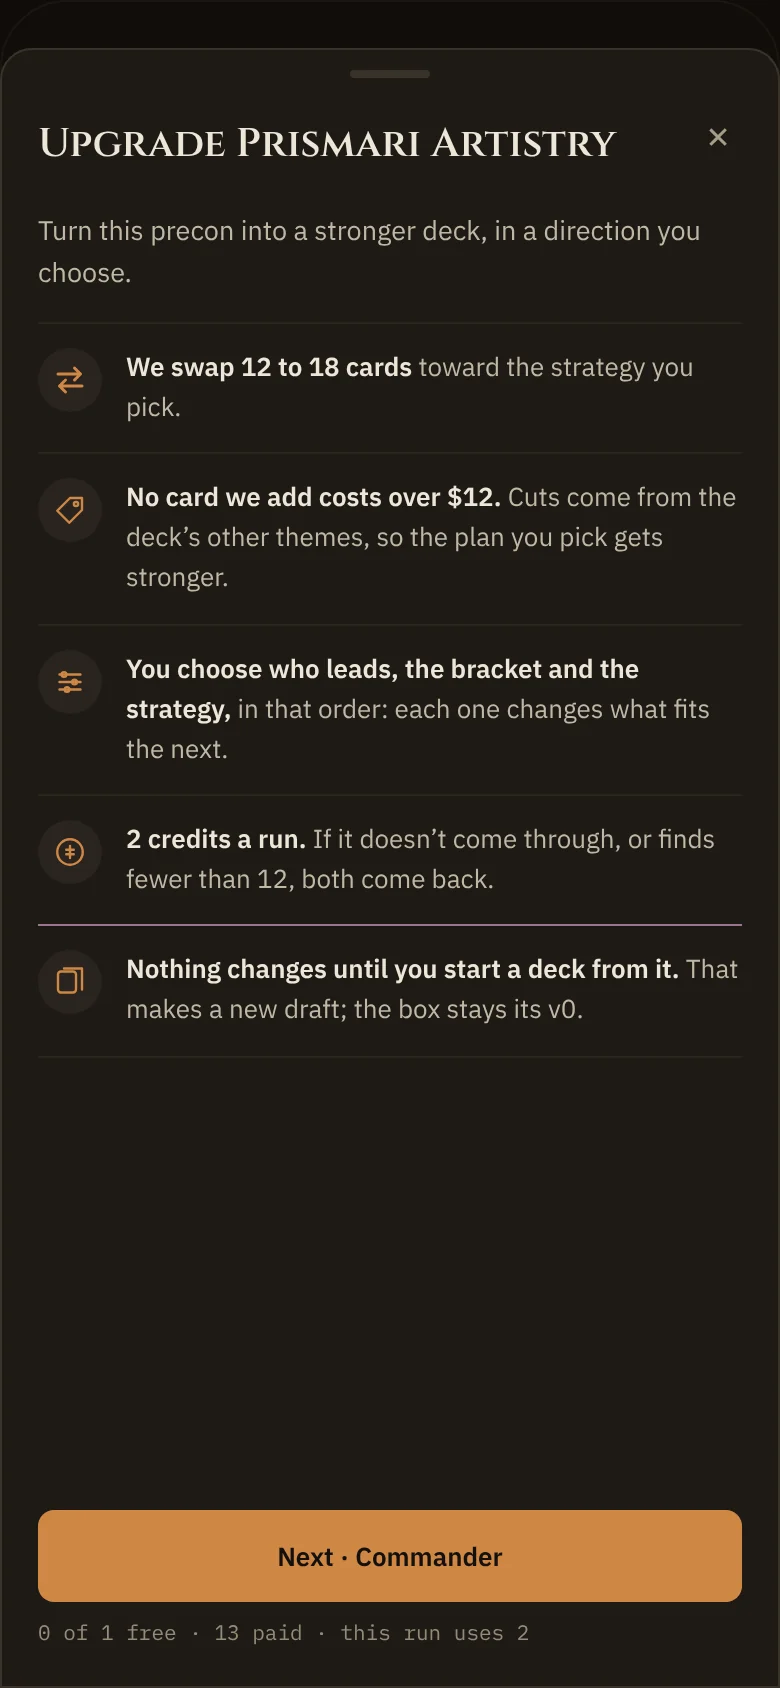 Upgrade Prismari Artistry
Turn this precon into a stronger deck, in a direction you
choose.
We swap 12 to 18 cards toward the strategy you
pick.
No card we add costs over $12. Cuts come from the
deck’s other themes, so the plan you pick gets
stronger.
You choose who leads, the bracket and the
strategy, in that order: each one changes what fits
the next.
2 credits a run. If it doesn’t come through, or finds
fewer than 12, both come back.
Nothing changes until you start a deck from it. That
makes a new draft; the box stays its v0.
Next · Commander
0 of 1 free · 13 paid · this run uses 2